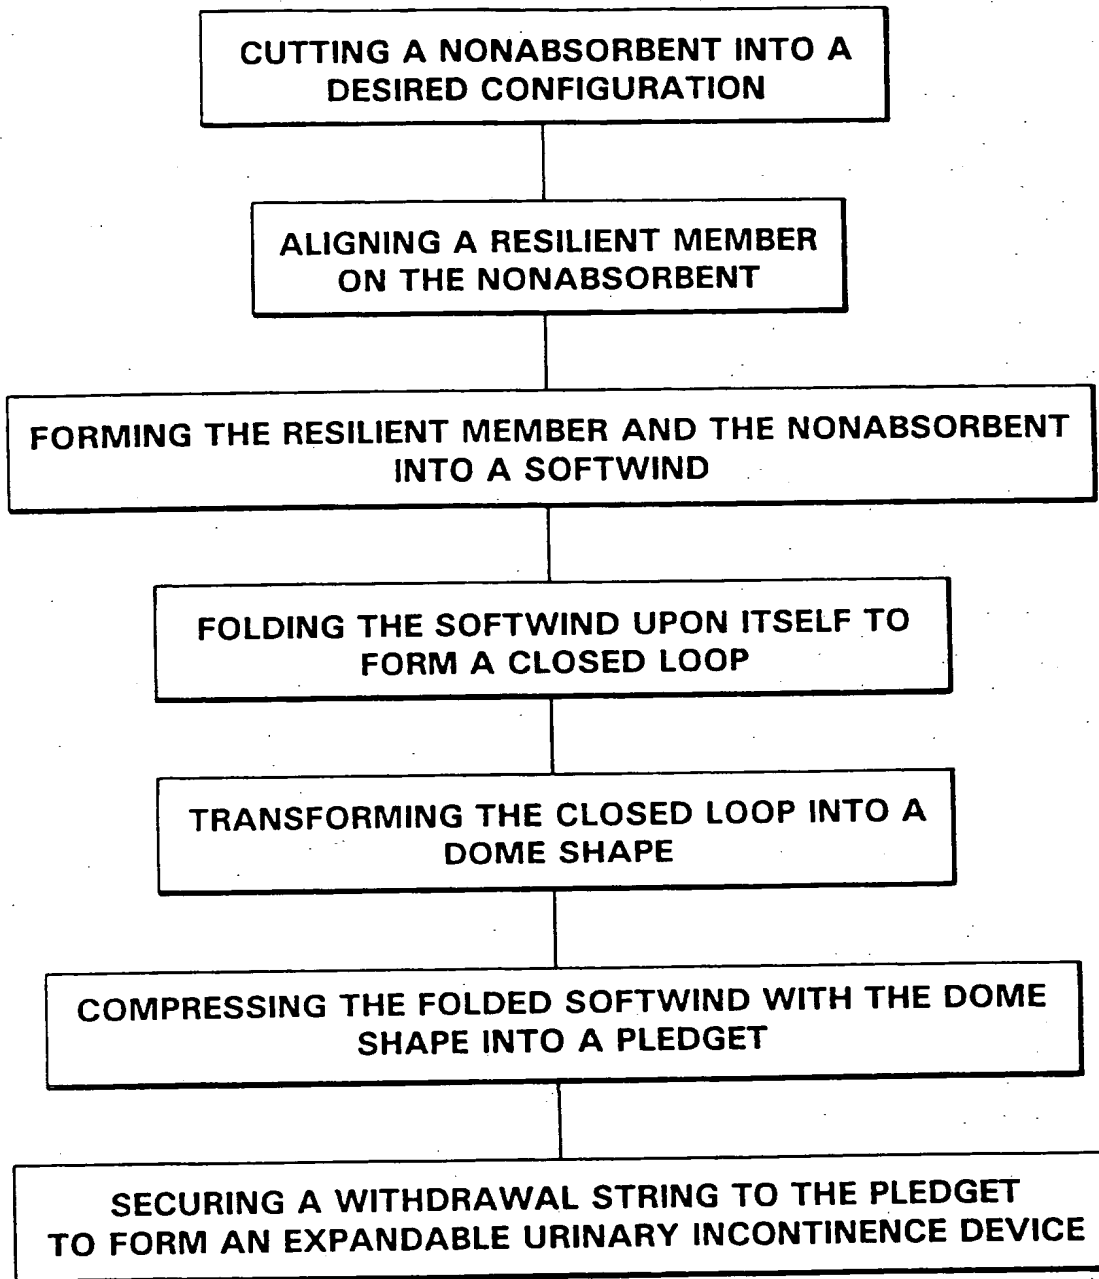 CUTTING A NONABSORBENT INTO A
DESIRED CONFIGURATION
ALIGNING A RESILIENT MEMBER
ON THE NONABSORBENT
FORMING THE RESILIENT MEMBER AND THE NONABSORBENT
INTO A SOFTWIND
FOLDING THE SOFTWIND UPON ITSELF TO
FORM A CLOSED LOOP
TRANSFORMING THE CLOSED LOOP INTO A
DOME SHAPE
COMPRESSING THE FOLDED SOFTWIND WITH THE DOME
SHAPE INTO A PLEDGET
SECURING A WITHDRAWAL STRING TO THE PLEDGET
TO FORM AN EXPANDABLE URINARY INCONTINENCE DEVICE